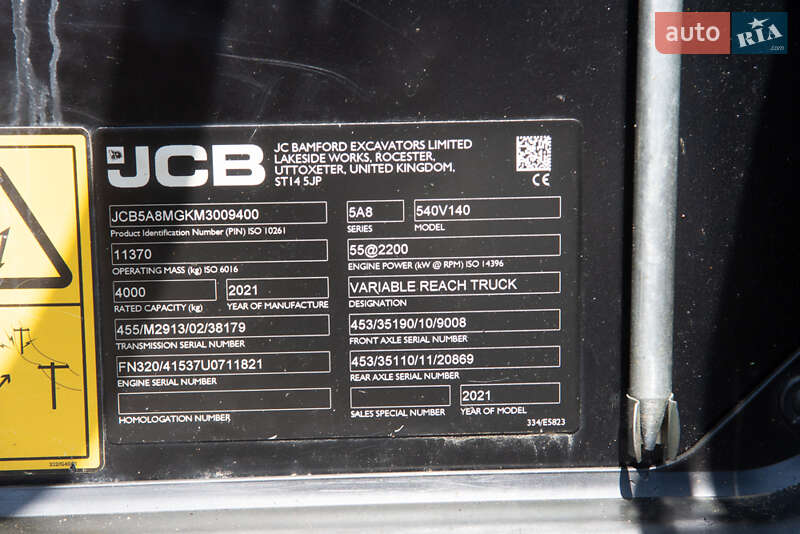 auto RIA .com
JCB
JC BAMFORD EXCAVATORS LIMITED
LAKESIDE WORKS, ROCESTER,
UTTOXETER, UNITED KINGDOM.
ST14 5JP
CE
JCB5A8MGKM3009400
Product Identification Number (PIN) ISO 10261
5A8
SERIES
540V140
MODEL
11370
OPERATING MASS (kg) ISO 6016
55@2200
ENGINE POWER (kW @ RPM) ISO 14396
4000
RATED CAPACITY (kg)
2021
YEAR OF MANUFACTURE
VARIABLE REACH TRUCK
DESIGNATION
455/M2913/02/38179
TRANSMISSION SERIAL NUMBER
453/35190/10/9008
FRONT AXLE SERIAL NUMBER
FN320/41537U0711821
ENGINE SERIAL NUMBER
453/35110/11/20869
REAR AXLE SERIAL NUMBER
HOMOLOGATION NUMBER
SALES SPECIAL NUMBER
2021
YEAR OF MODEL
334/E5823